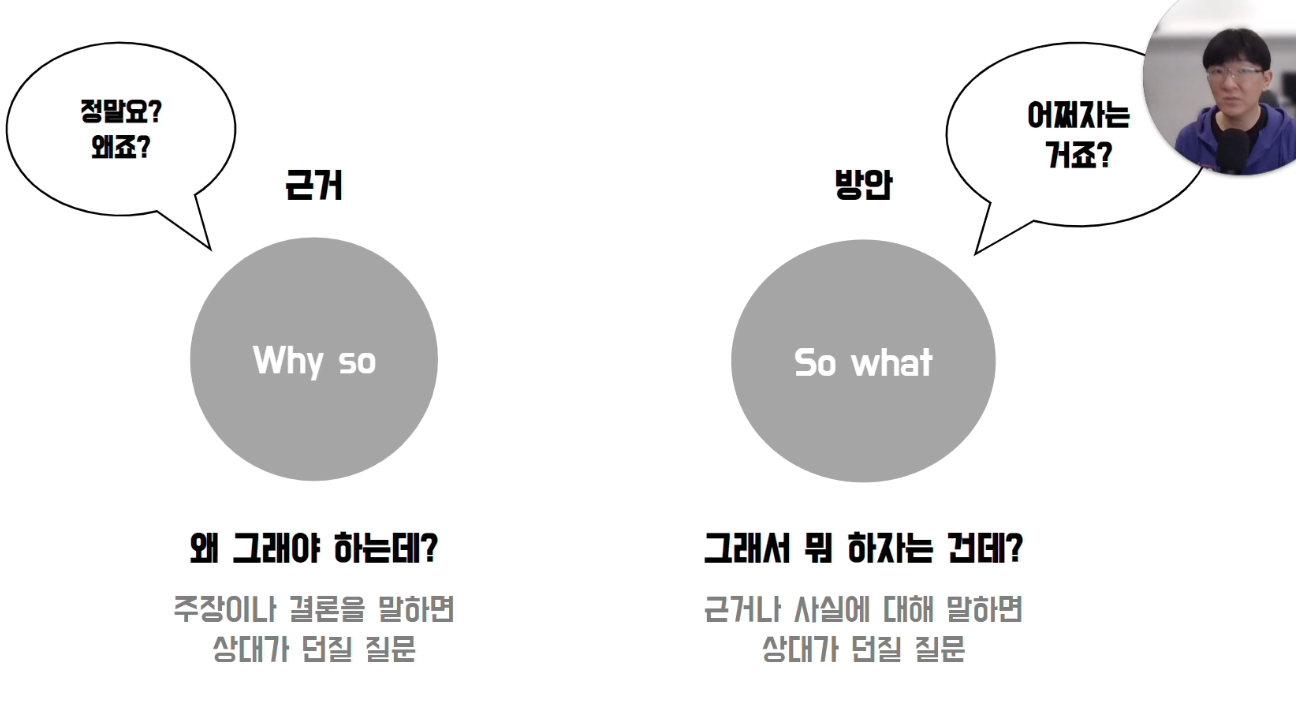 정말요?
왜죠?
근거
Why so
왜 그래야 하는데?
주장이나 결론을 말하면
상대가 던질 질문
어쩌자는
거죠?
방안
So what
그래서 뭐 하자는 건데?
근거나 사실에 대해 말하면
상대가 던질 질문